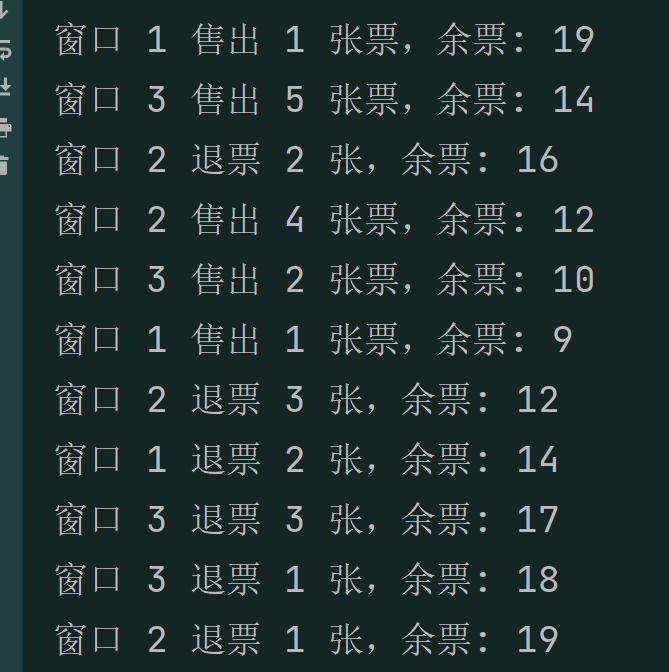 窗口 1 售出 1 张票，余票： 19
窗口 3 售出 5 张票，余票： 14
窗口 2 退票 2 张，余票： 16
窗口 2 售出 4 张票，余票： 12
窗口 3 售出 2 张票，余票： 10
窗口 1 售出 1 张票，余票： 9
窗口 2 退票 3 张，余票： 12
窗口 1 退票 2 张，余票： 14
窗口 3 退票 3 张，余票： 17
窗口 3 退票 1 张，余票： 18
窗口 2 退票 1 张，余票： 19